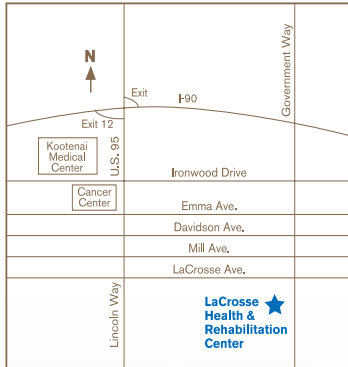 Government Way
N
Exit
I-90
Exit 12
U.S. 95
Kootenai
Medical
Center
Ironwood Drive
Cancer
Center
Emma Ave.
Davidson Ave.
Mill Ave.
LaCrosse Ave.
Lincoln Way
LaCrosse
Health &
Rehabilitation
Center